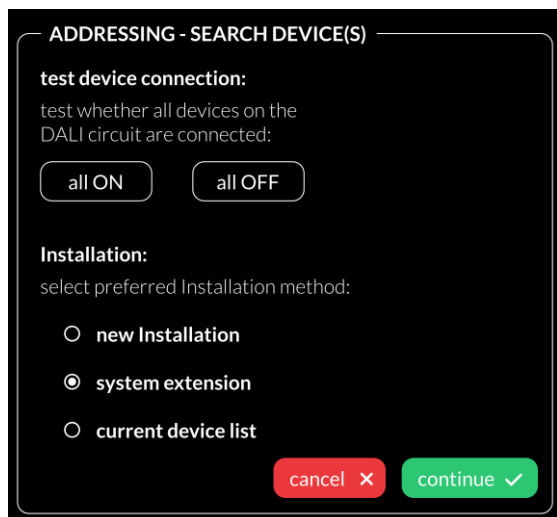 ADDRESSING - SEARCH DEVICE(S)
test device connection:
test whether all devices on the
DALI circuit are connected:
all ON all OFF
Installation:
select preferred Installation method:
new Installation
system extension
current device list
cancel continue